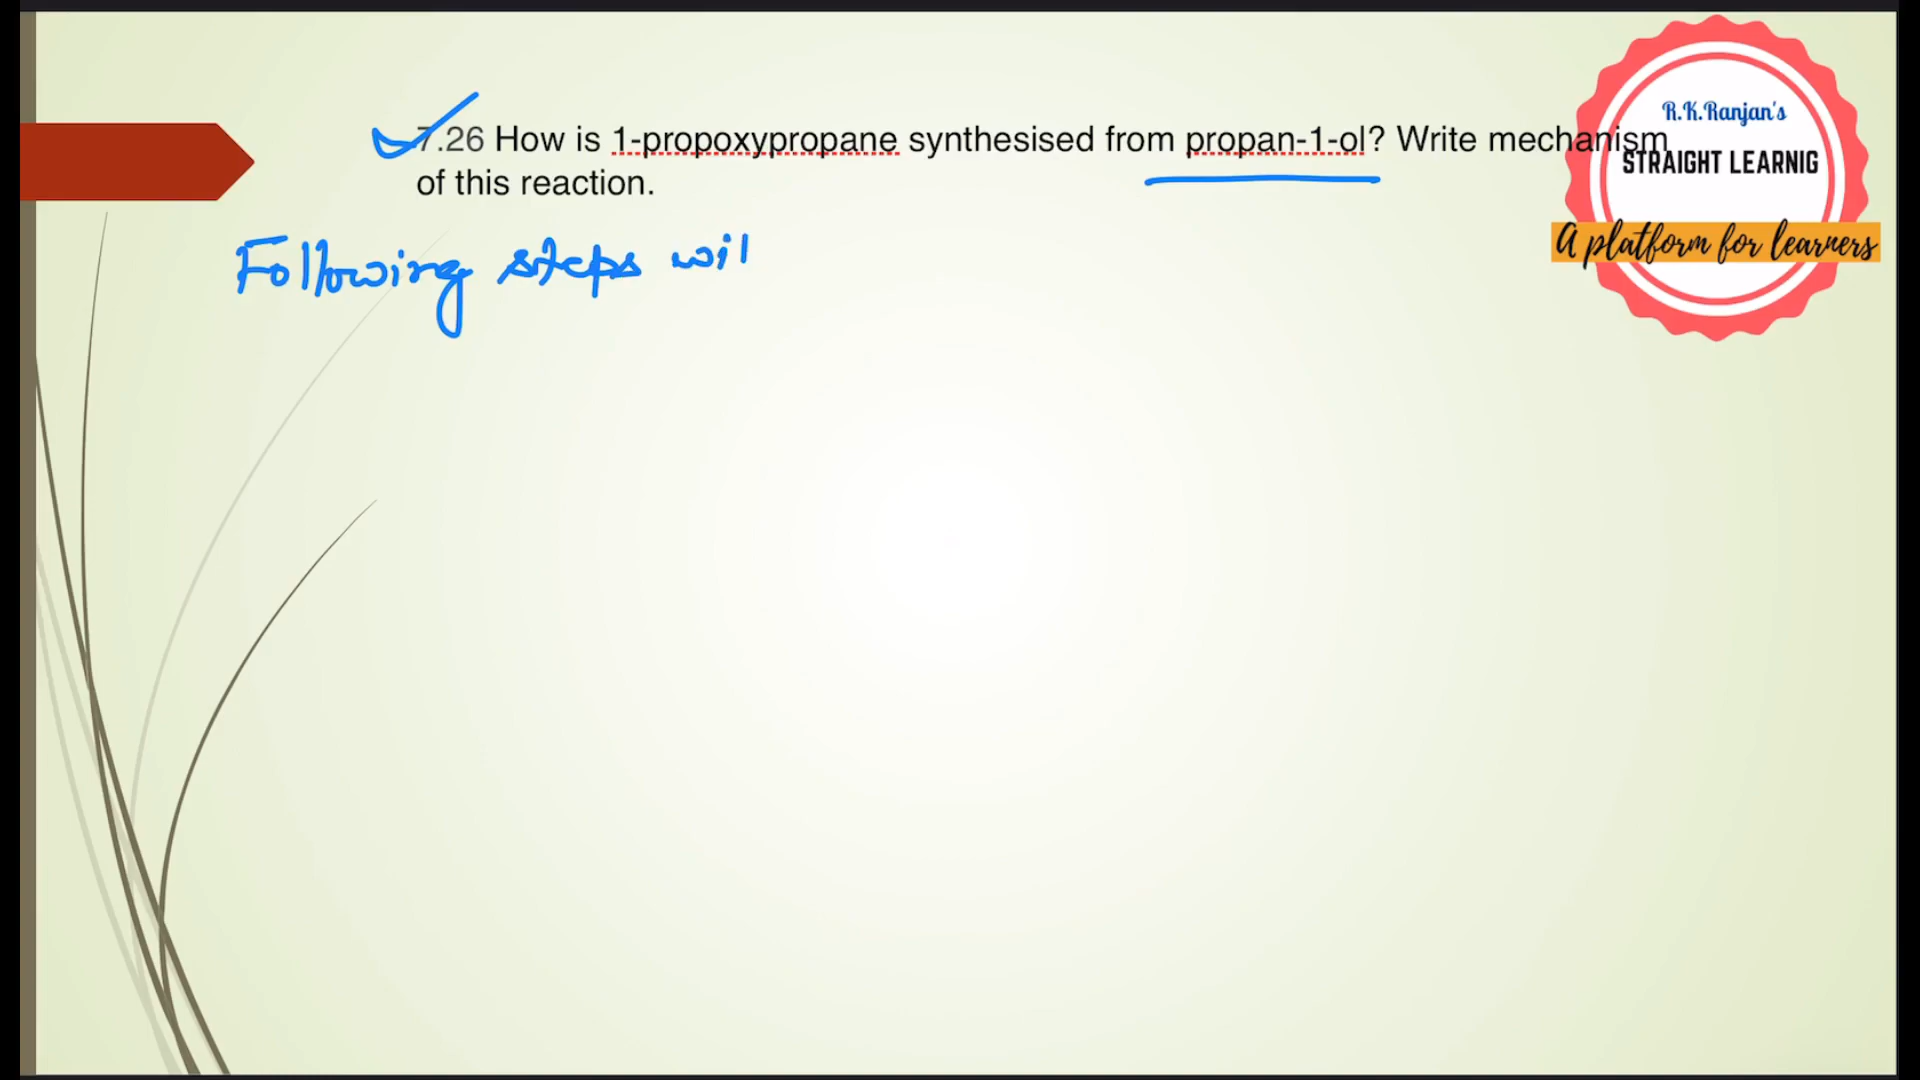 7.26 How is 1-propoxypropane synthesised from propan-1-ol? Write mechanism
of this reaction.
Following steps wil
R.K.Ranjan's
STRAIGHT LEARNIG
A platform for learners